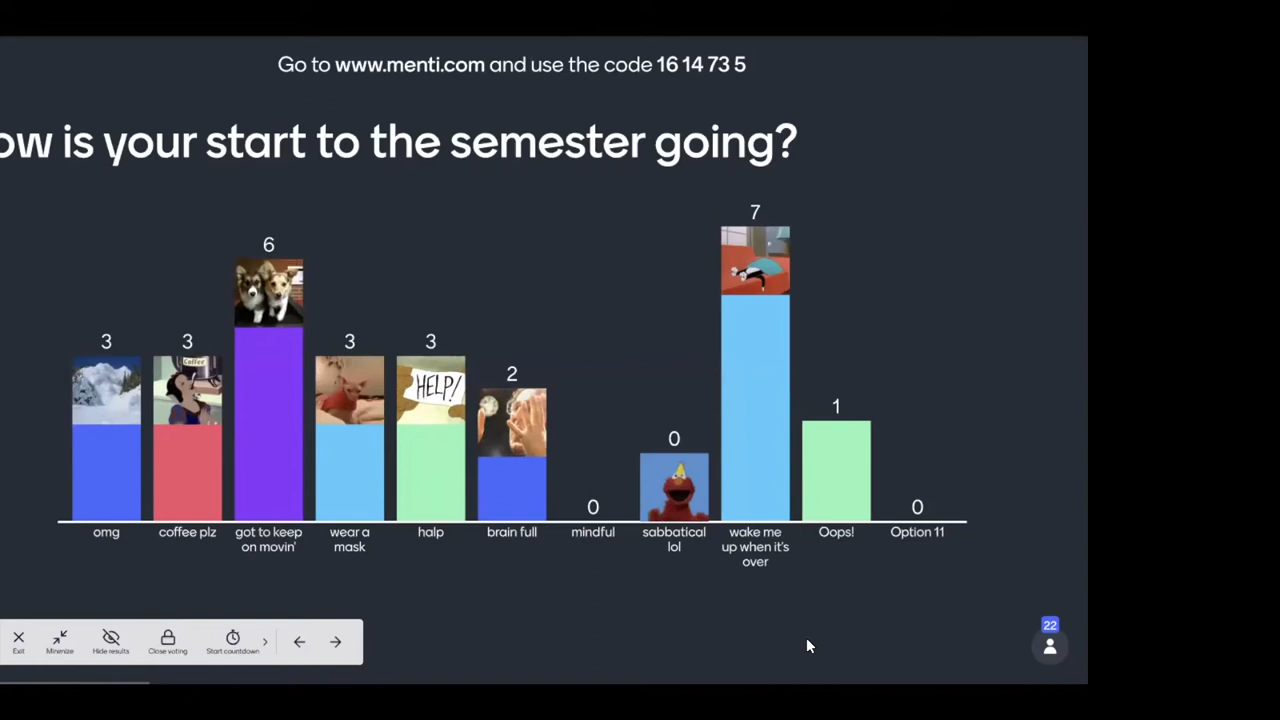 Go to www.menti.com and use the code 16 14 73 5
ow is your start to the semester going?
7
6
3
3
3
3
2
1
0
0
0
Coffee
HELP!
omg
coffee plz
got to keep
on movin'
wear a
mask
halp
brain full
mindful
sabbatical
lol
wake me
up when it's
over
Oops!
Option 11
22
Exit
Minimize
Hide results
Close voting
Start countdown